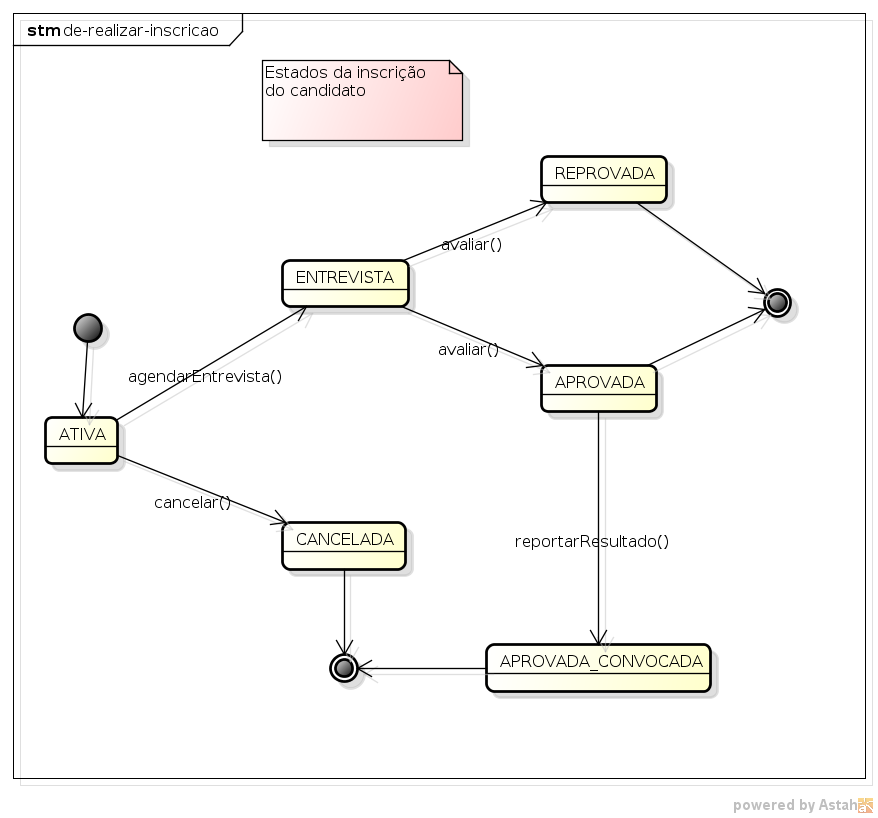 stm de-realizar-inscricao
Estados da inscrição
do candidato
REPROVADA
avaliar()
ENTREVISTA
avaliar()
agendarEntrevista()
APROVADA
ATIVA
cancelar()
CANCELADA
reportarResultado()
APROVADA_CONVOCADA
powered by Astah